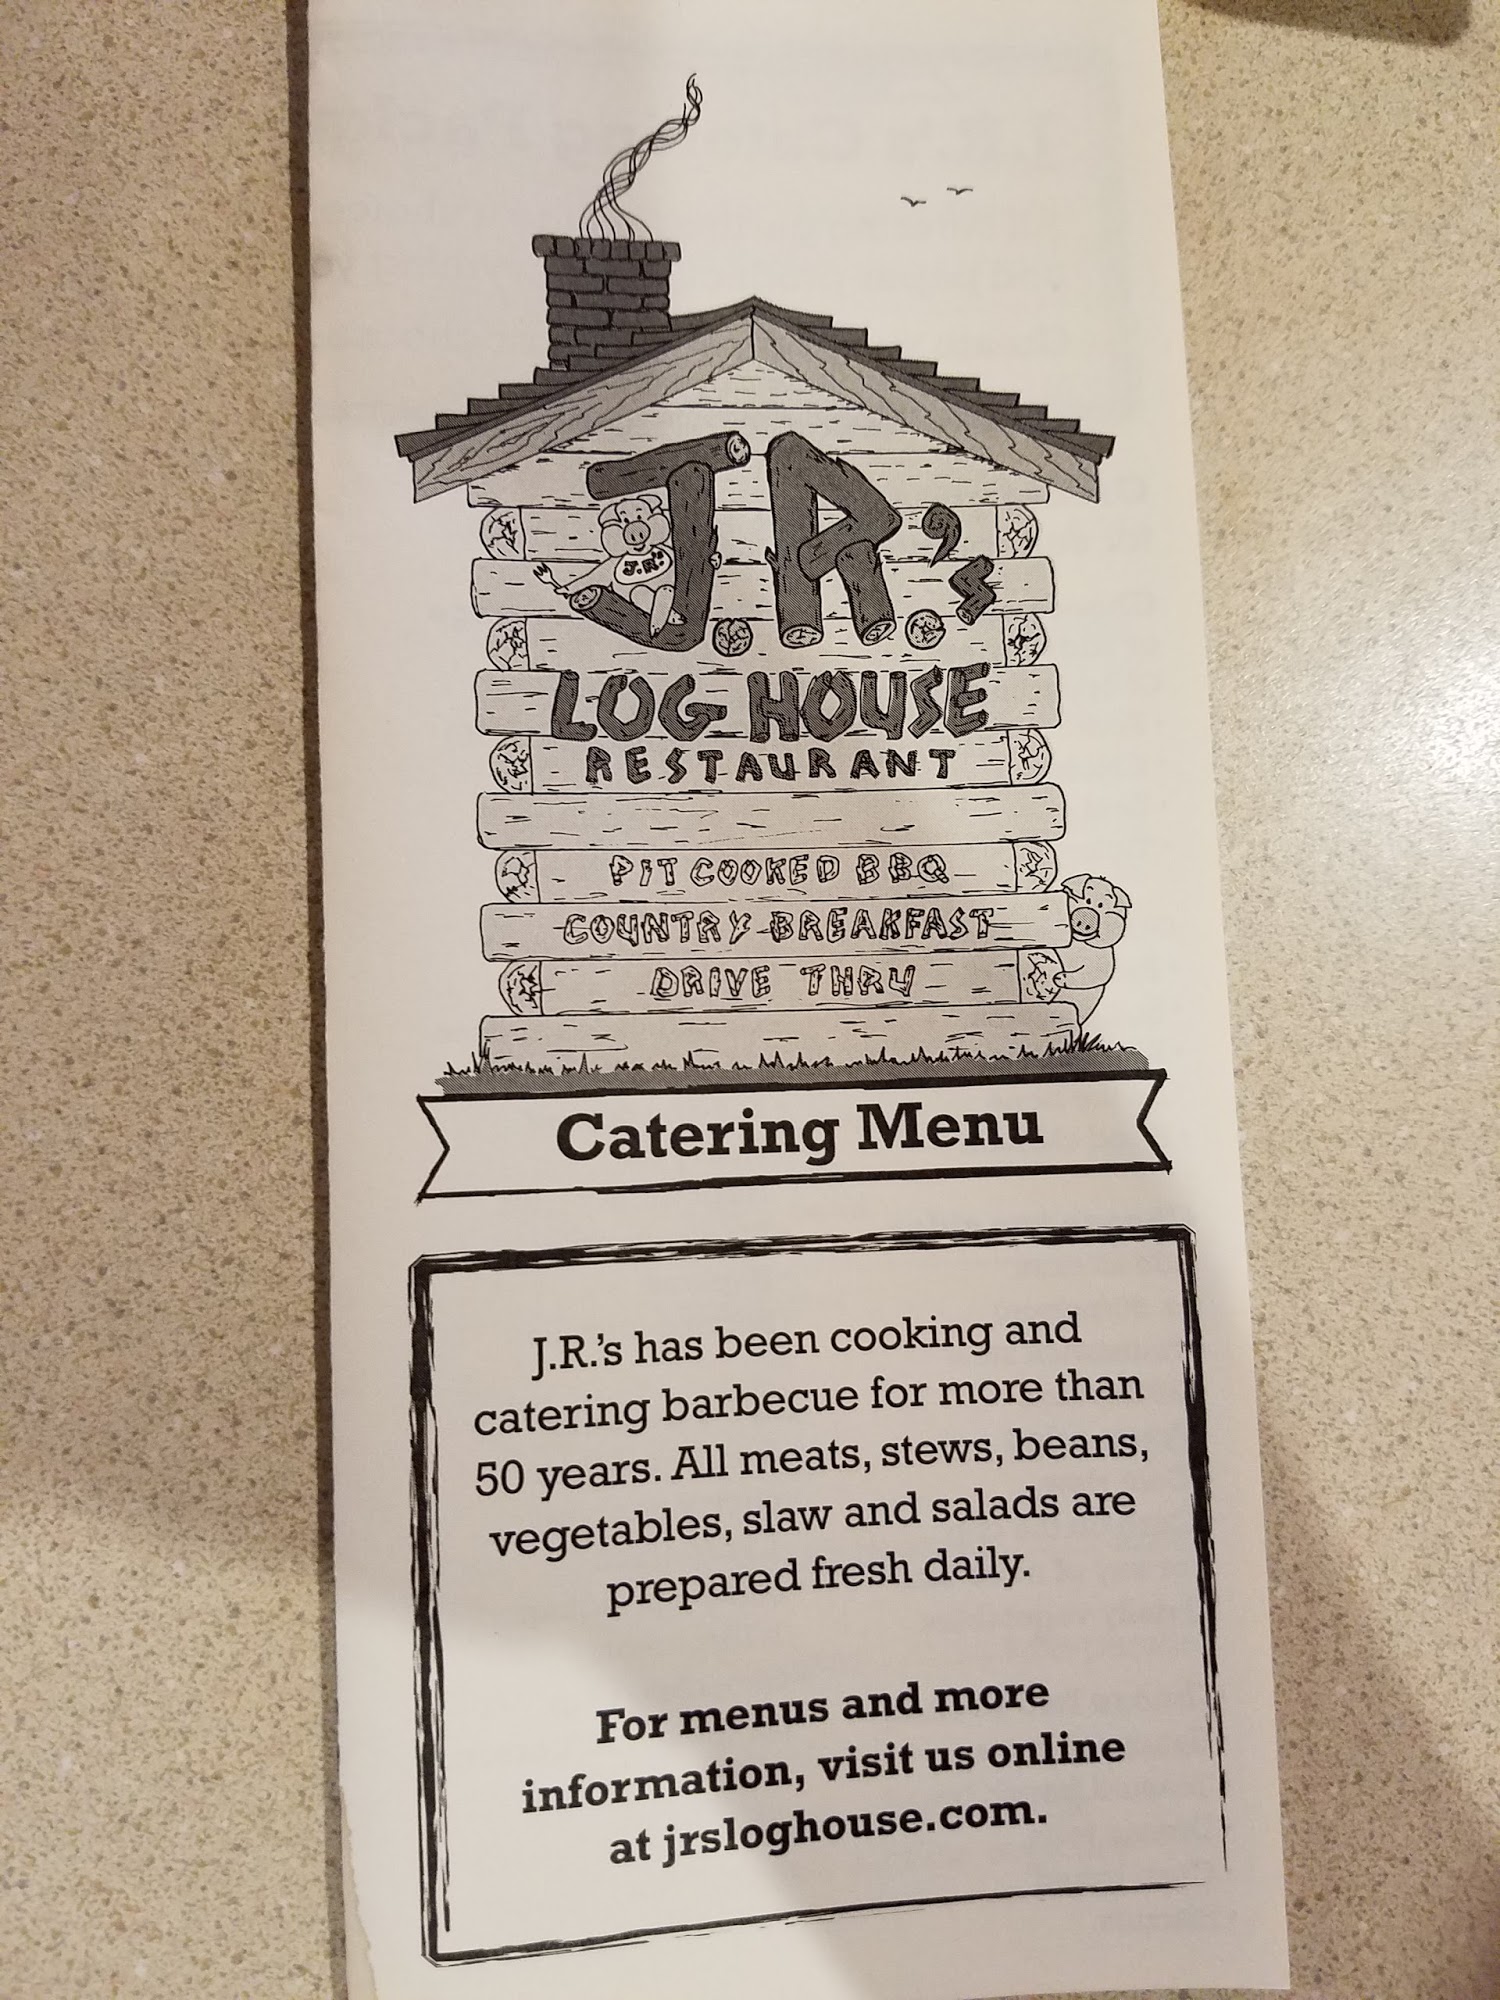 J.R.'s
J.R.'s
LOG HOUSE
RESTAURANT
PIT COOKED BBQ
COUNTRY BREAKFAST
DRIVE THRU
Catering Menu
J.R.'s has been cooking and
catering barbecue for more than
50 years. All meats, stews, beans,
vegetables, slaw and salads are
prepared fresh daily.
For menus and more
information, visit us online
at jrsloghouse.com.